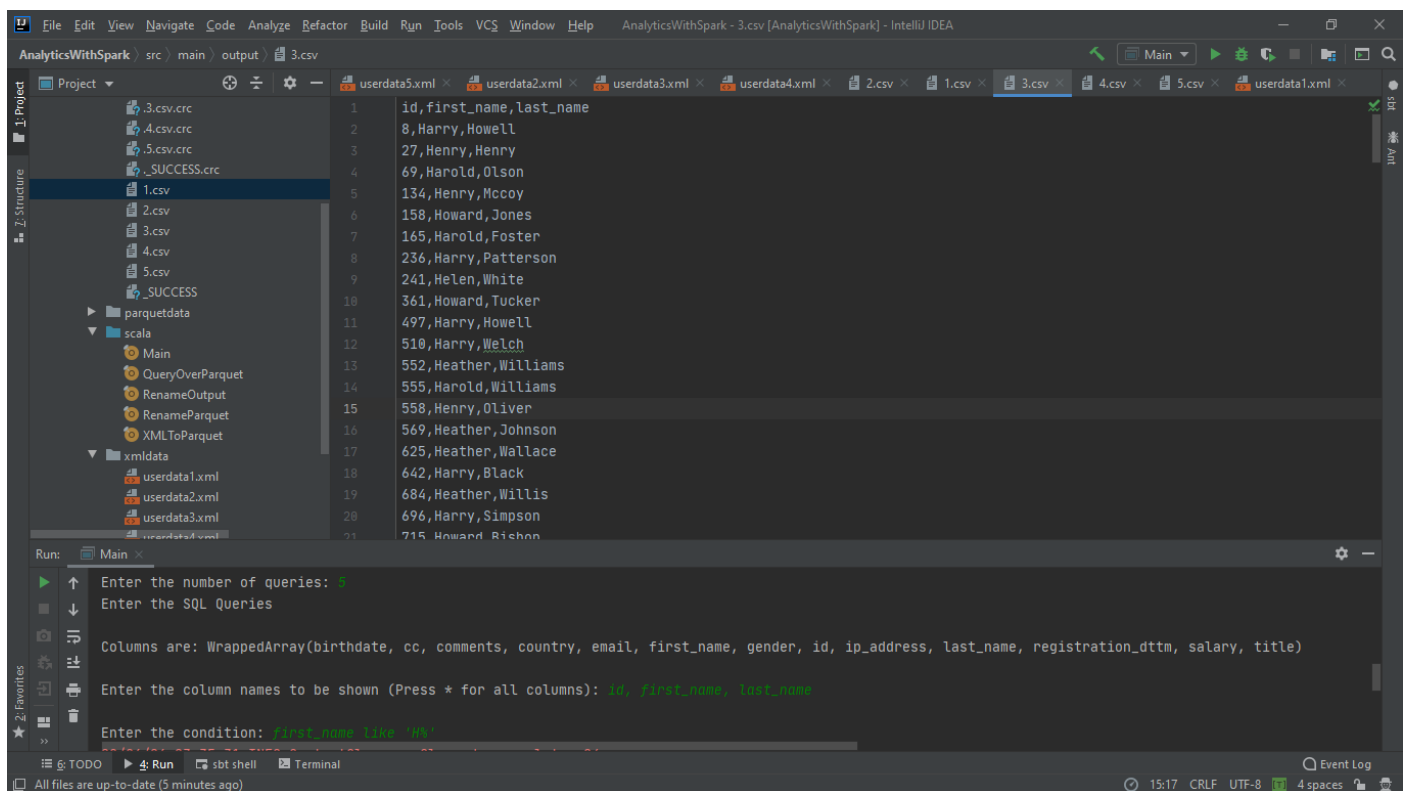 File Edit View Navigate Code Analyze Refactor Build Run Tools VCS Window Help AnalyticsWithSpark - 3.csv [AnalyticsWithSpark] - IntelliJ IDEA
AnalyticsWithSpark src main output 3.csv Main
Project userdata5.xml userdata2.xml userdata3.xml userdata4.xml 2.csv 1.csv 3.csv 4.csv 5.csv userdata1.xml
1: Project
7: Structure
2: Favorites
sbt
Ant
.3.csv.crc
.4.csv.crc
.5.csv.crc
._SUCCESS.crc
1.csv
2.csv
3.csv
4.csv
5.csv
_SUCCESS
parquetdata
scala
Main
QueryOverParquet
RenameOutput
RenameParquet
XMLToParquet
xmldata
userdata1.xml
userdata2.xml
userdata3.xml
userdata4.xml
1 id,first_name,last_name
2 8,Harry,Howell
3 27,Henry,Henry
4 69,Harold,Olson
5 134,Henry,Mccoy
6 158,Howard,Jones
7 165,Harold,Foster
8 236,Harry,Patterson
9 241,Helen,White
10 361,Howard,Tucker
11 497,Harry,Howell
12 510,Harry,Welch
13 552,Heather,Williams
14 555,Harold,Williams
15 558,Henry,Oliver
16 569,Heather,Johnson
17 625,Heather,Wallace
18 642,Harry,Black
19 684,Heather,Willis
20 696,Harry,Simpson
21 715,Howard,Bishop
Run: Main
Enter the number of queries: 5
Enter the SQL Queries
Columns are: WrappedArray(birthdate, cc, comments, country, email, first_name, gender, id, ip_address, last_name, registration_dttm, salary, title)
Enter the column names to be shown (Press * for all columns): id, first_name, last_name
Enter the condition: first_name like 'H%'
6: TODO 4: Run sbt shell Terminal Event Log
All files are up-to-date (5 minutes ago) 15:17 CRLF UTF-8 4 spaces